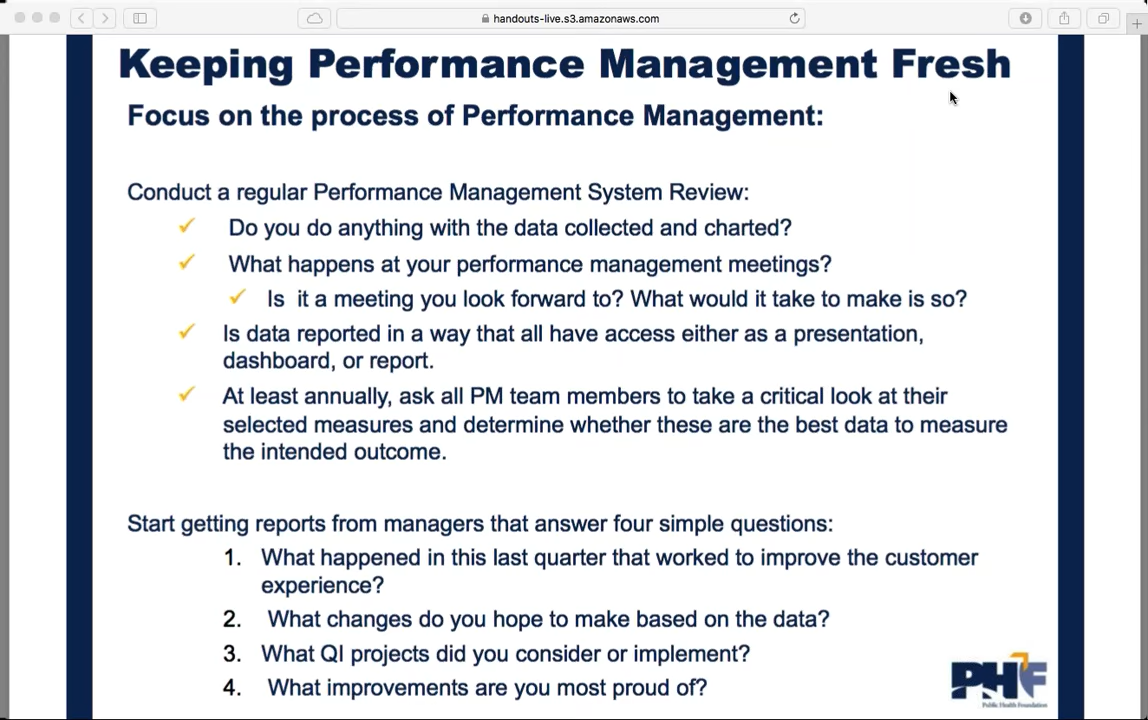 handouts-live.s3.amazonaws.com
Keeping Performance Management Fresh
Focus on the process of Performance Management:
Conduct a regular Performance Management System Review:
Do you do anything with the data collected and charted?
What happens at your performance management meetings?
Is it a meeting you look forward to? What would it take to make is so?
Is data reported in a way that all have access either as a presentation,
dashboard, or report.
At least annually, ask all PM team members to take a critical look at their
selected measures and determine whether these are the best data to measure
the intended outcome.
Start getting reports from managers that answer four simple questions:
1. What happened in this last quarter that worked to improve the customer
experience?
2. What changes do you hope to make based on the data?
3. What QI projects did you consider or implement?
4. What improvements are you most proud of?
PHF
Public Health Foundation